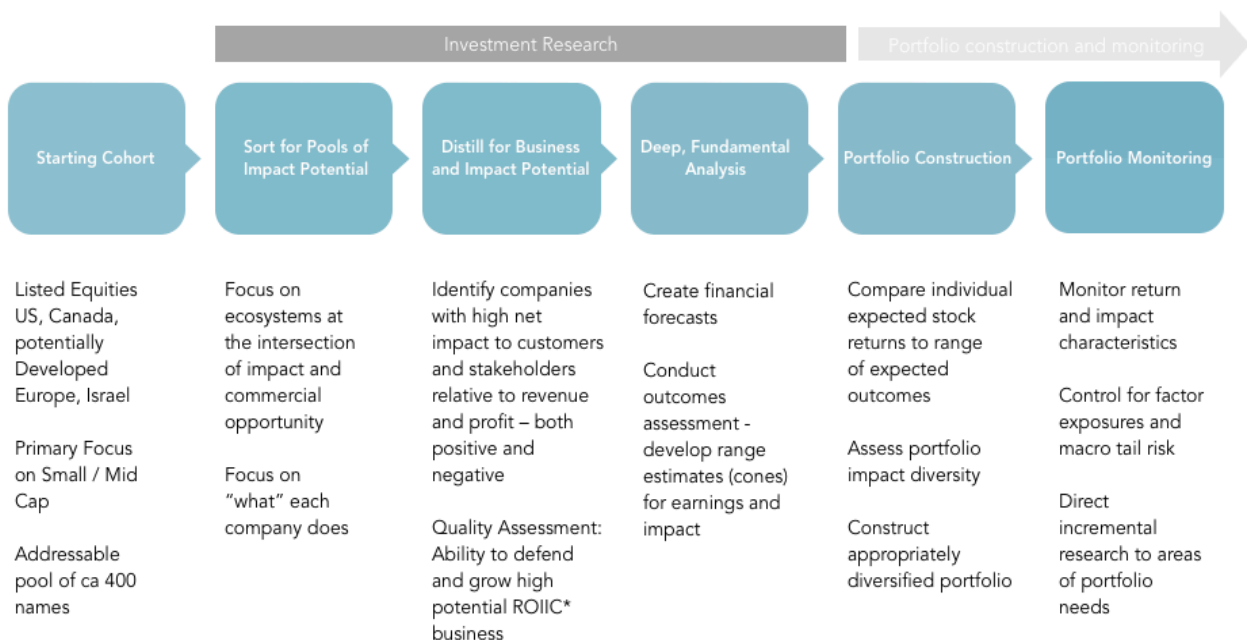 Investment Research
Portfolio construction and monitoring
Starting Cohort
Sort for Pools of
Impact Potential
Distill for Business
and Impact Potential
Deep, Fundamental
Analysis
Portfolio Construction
Portfolio Monitoring
Listed Equities
US, Canada,
potentially
Developed
Europe, Israel
Primary Focus
on Small / Mid
Cap
Addressable
pool of ca 400
names
Focus on
ecosystems at
the intersection
of impact and
commercial
opportunity
Focus on
“what” each
company does
Identify companies
with high net
impact to customers
and stakeholders
relative to revenue
and profit – both
positive and
negative
Quality Assessment:
Ability to defend
and grow high
potential ROIIC*
business
Create financial
forecasts
Conduct
outcomes
assessment -
develop range
estimates (cones)
for earnings and
impact
Compare individual
expected stock
returns to range
of expected
outcomes
Assess portfolio
impact diversity
Construct
appropriately
diversified portfolio
Monitor return
and impact
characteristics
Control for factor
exposures and
macro tail risk
Direct
incremental
research to areas
of portfolio
needs